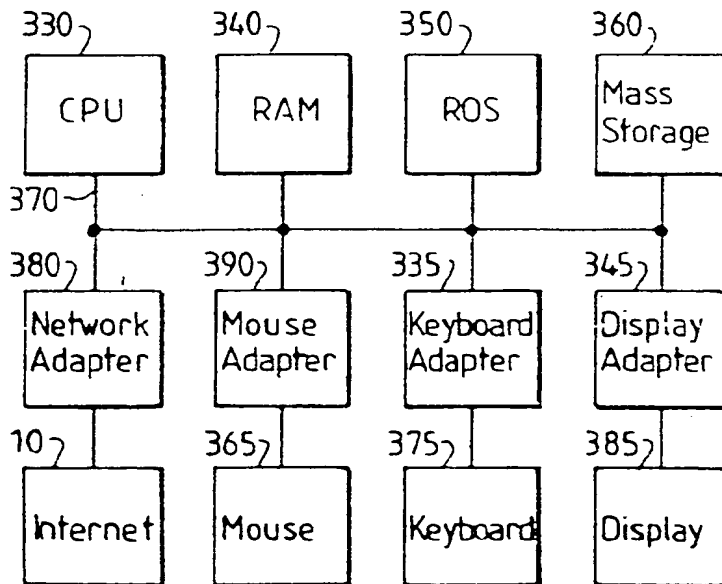 330 340 350 360
CPU RAM ROS Mass
Storage
370
380 390 335 345
Network Mouse Keyboard Display
Adapter Adapter Adapter Adapter
10 365 375 385
Internet Mouse Keyboard Display